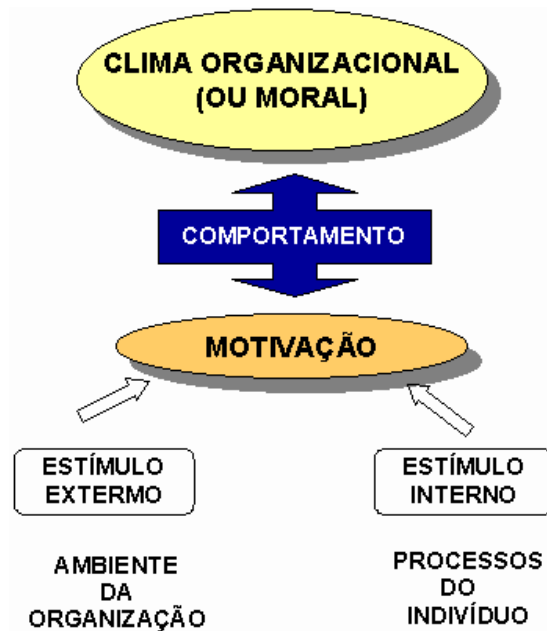 CLIMA ORGANIZACIONAL
(OU MORAL)
COMPORTAMENTO
MOTIVAÇÃO
ESTÍMULO
EXTERMO
ESTÍMULO
INTERNO
AMBIENTE
DA
ORGANIZAÇÃO
PROCESSOS
DO
INDIVÍDUO